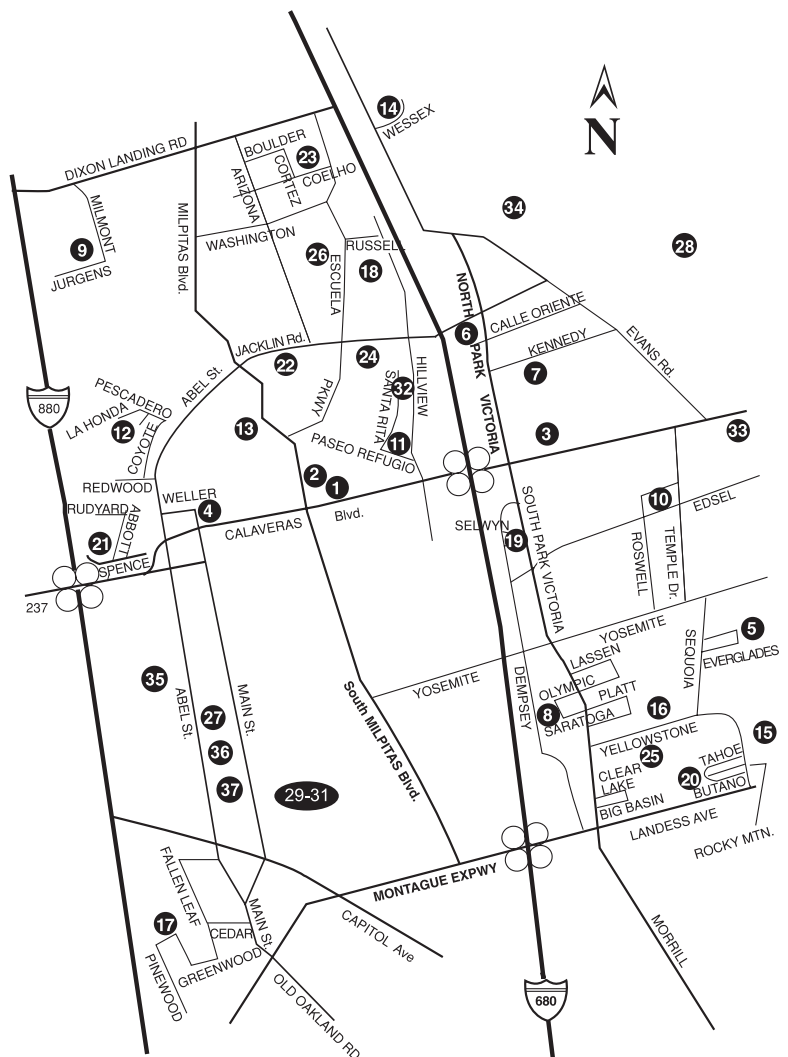 14
WESSEX
N
DIXON LANDING RD
BOULDER
23
CORTEZ
COELHO
ARIZONA
MILMONT
9
JURGENS
MILPITAS Blvd.
WASHINGTON
34
28
26
ESCUELA
RUSSELL
18
NORTH PARK VICTORIA
6
CALLE ORIENTE
KENNEDY
7
EVANS Rd.
JACKLIN Rd.
22
24
HILLVIEW
SANTA RITA
32
880
ABEL St.
PESCADERO
LA HONDA
12
COYOTE
13
PKWY
PASEO REFUGIO
11
3
33
REDWOOD
WELLER
4
2
1
CALAVERAS
Blvd.
RUDYARD
ABBOTT
21
SPENCE
237
SELWYN
19
SOUTH PARK VICTORIA
10
EDSEL
ROSWELL
TEMPLE Dr.
YOSEMITE
YOSEMITE
SEQUOIA
5
EVERGLADES
LASSEN
OLYMPIC
PLATT
8
SARATOGA
DEMPSEY
16
YELLOWSTONE
15
25
CLEAR
LAKE
TAHOE
20
BUTANO
BIG BASIN
LANDESS AVE
ROCKY MTN.
35
ABEL St.
MAIN St.
27
36
37
29-31
South MILPITAS Blvd.
MONTAGUE EXPWY
CAPITOL Ave
FALLEN LEAF
17
CEDAR
MAIN St.
GREENWOOD
PINEWOOD
OLD OAKLAND RD
MORRILL
680